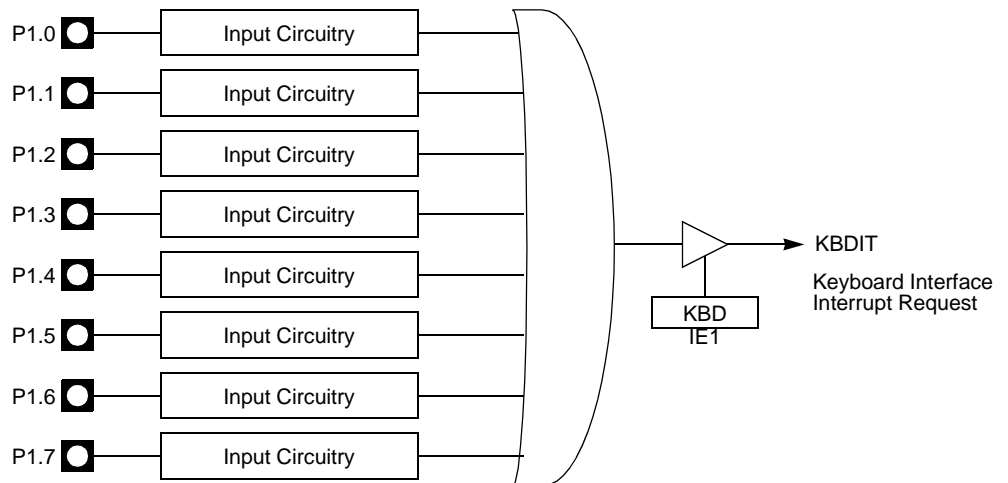 P1.0 Input Circuitry
P1.1 Input Circuitry
P1.2 Input Circuitry
P1.3 Input Circuitry
P1.4 Input Circuitry
P1.5 Input Circuitry
P1.6 Input Circuitry
P1.7 Input Circuitry
KBDIT
Keyboard Interface
Interrupt Request
KBD
IE1